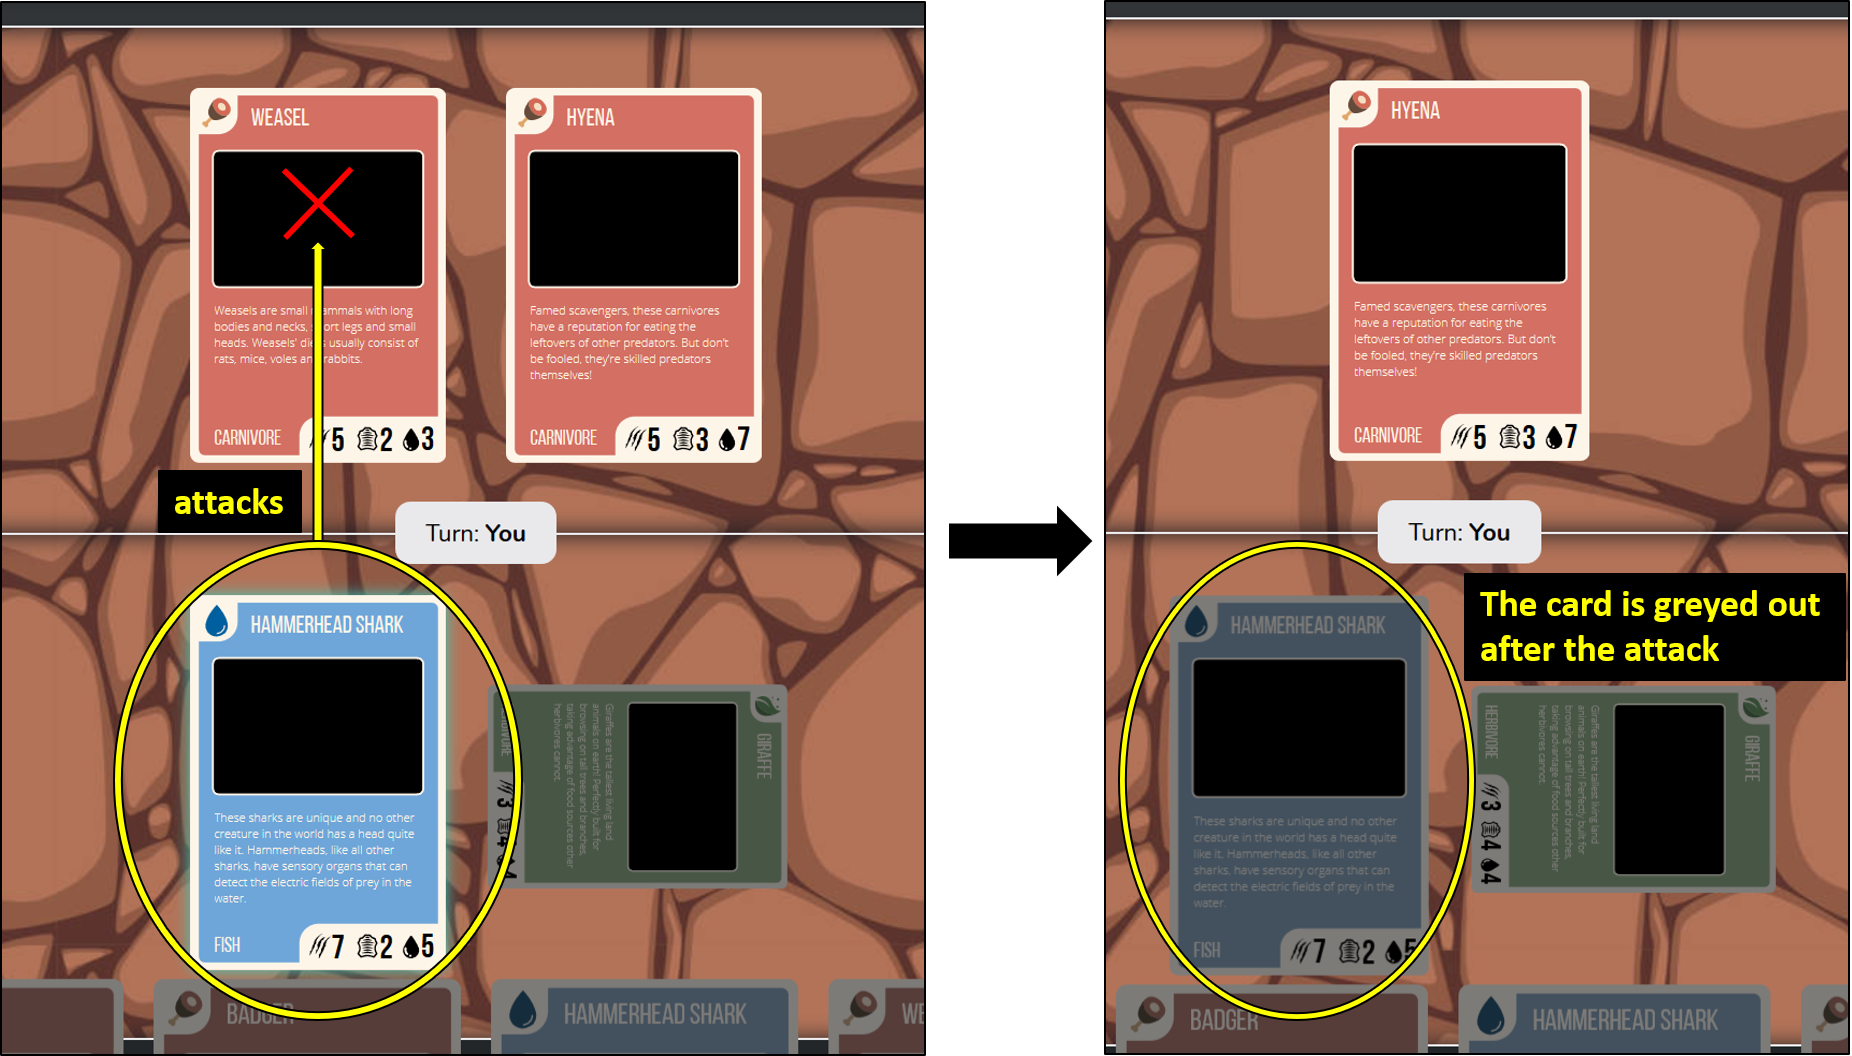 WEASEL
Weasels are small mammals with long
bodies and necks, short legs and small
heads. Weasels' diets usually consist of
rats, mice, voles and rabbits.
CARNIVORE
5 2 3
HYENA
Famed scavengers, these carnivores
have a reputation for eating the
leftovers of other predators. But don't
be fooled, they're skilled predators
themselves!
CARNIVORE
5 3 7
attacks
Turn: You
HAMMERHEAD SHARK
These sharks are unique and no other
creature in the world has a head quite
like it. Hammerheads, like all other
sharks, have sensory organs that can
detect the electric fields of prey in the
water.
FISH
7 2 5
GIRAFFE
Giraffes are the tallest living land
animals on earth! Perfectly built for
browsing on tall trees and branches,
taking advantage of food sources other
herbivores cannot.
HERBIVORE
3 4 4
BADGER
HAMMERHEAD SHARK
WE
HYENA
Famed scavengers, these carnivores
have a reputation for eating the
leftovers of other predators. But don't
be fooled, they're skilled predators
themselves!
CARNIVORE
5 3 7
Turn: You
The card is greyed out
after the attack
HAMMERHEAD SHARK
These sharks are unique and no other
creature in the world has a head quite
like it. Hammerheads, like all other
sharks, have sensory organs that can
detect the electric fields of prey in the
water.
FISH
7 2 5
GIRAFFE
Giraffes are the tallest living land
animals on earth! Perfectly built for
browsing on tall trees and branches,
taking advantage of food sources other
herbivores cannot.
HERBIVORE
3 4 4
BADGER
HAMMERHEAD SHARK